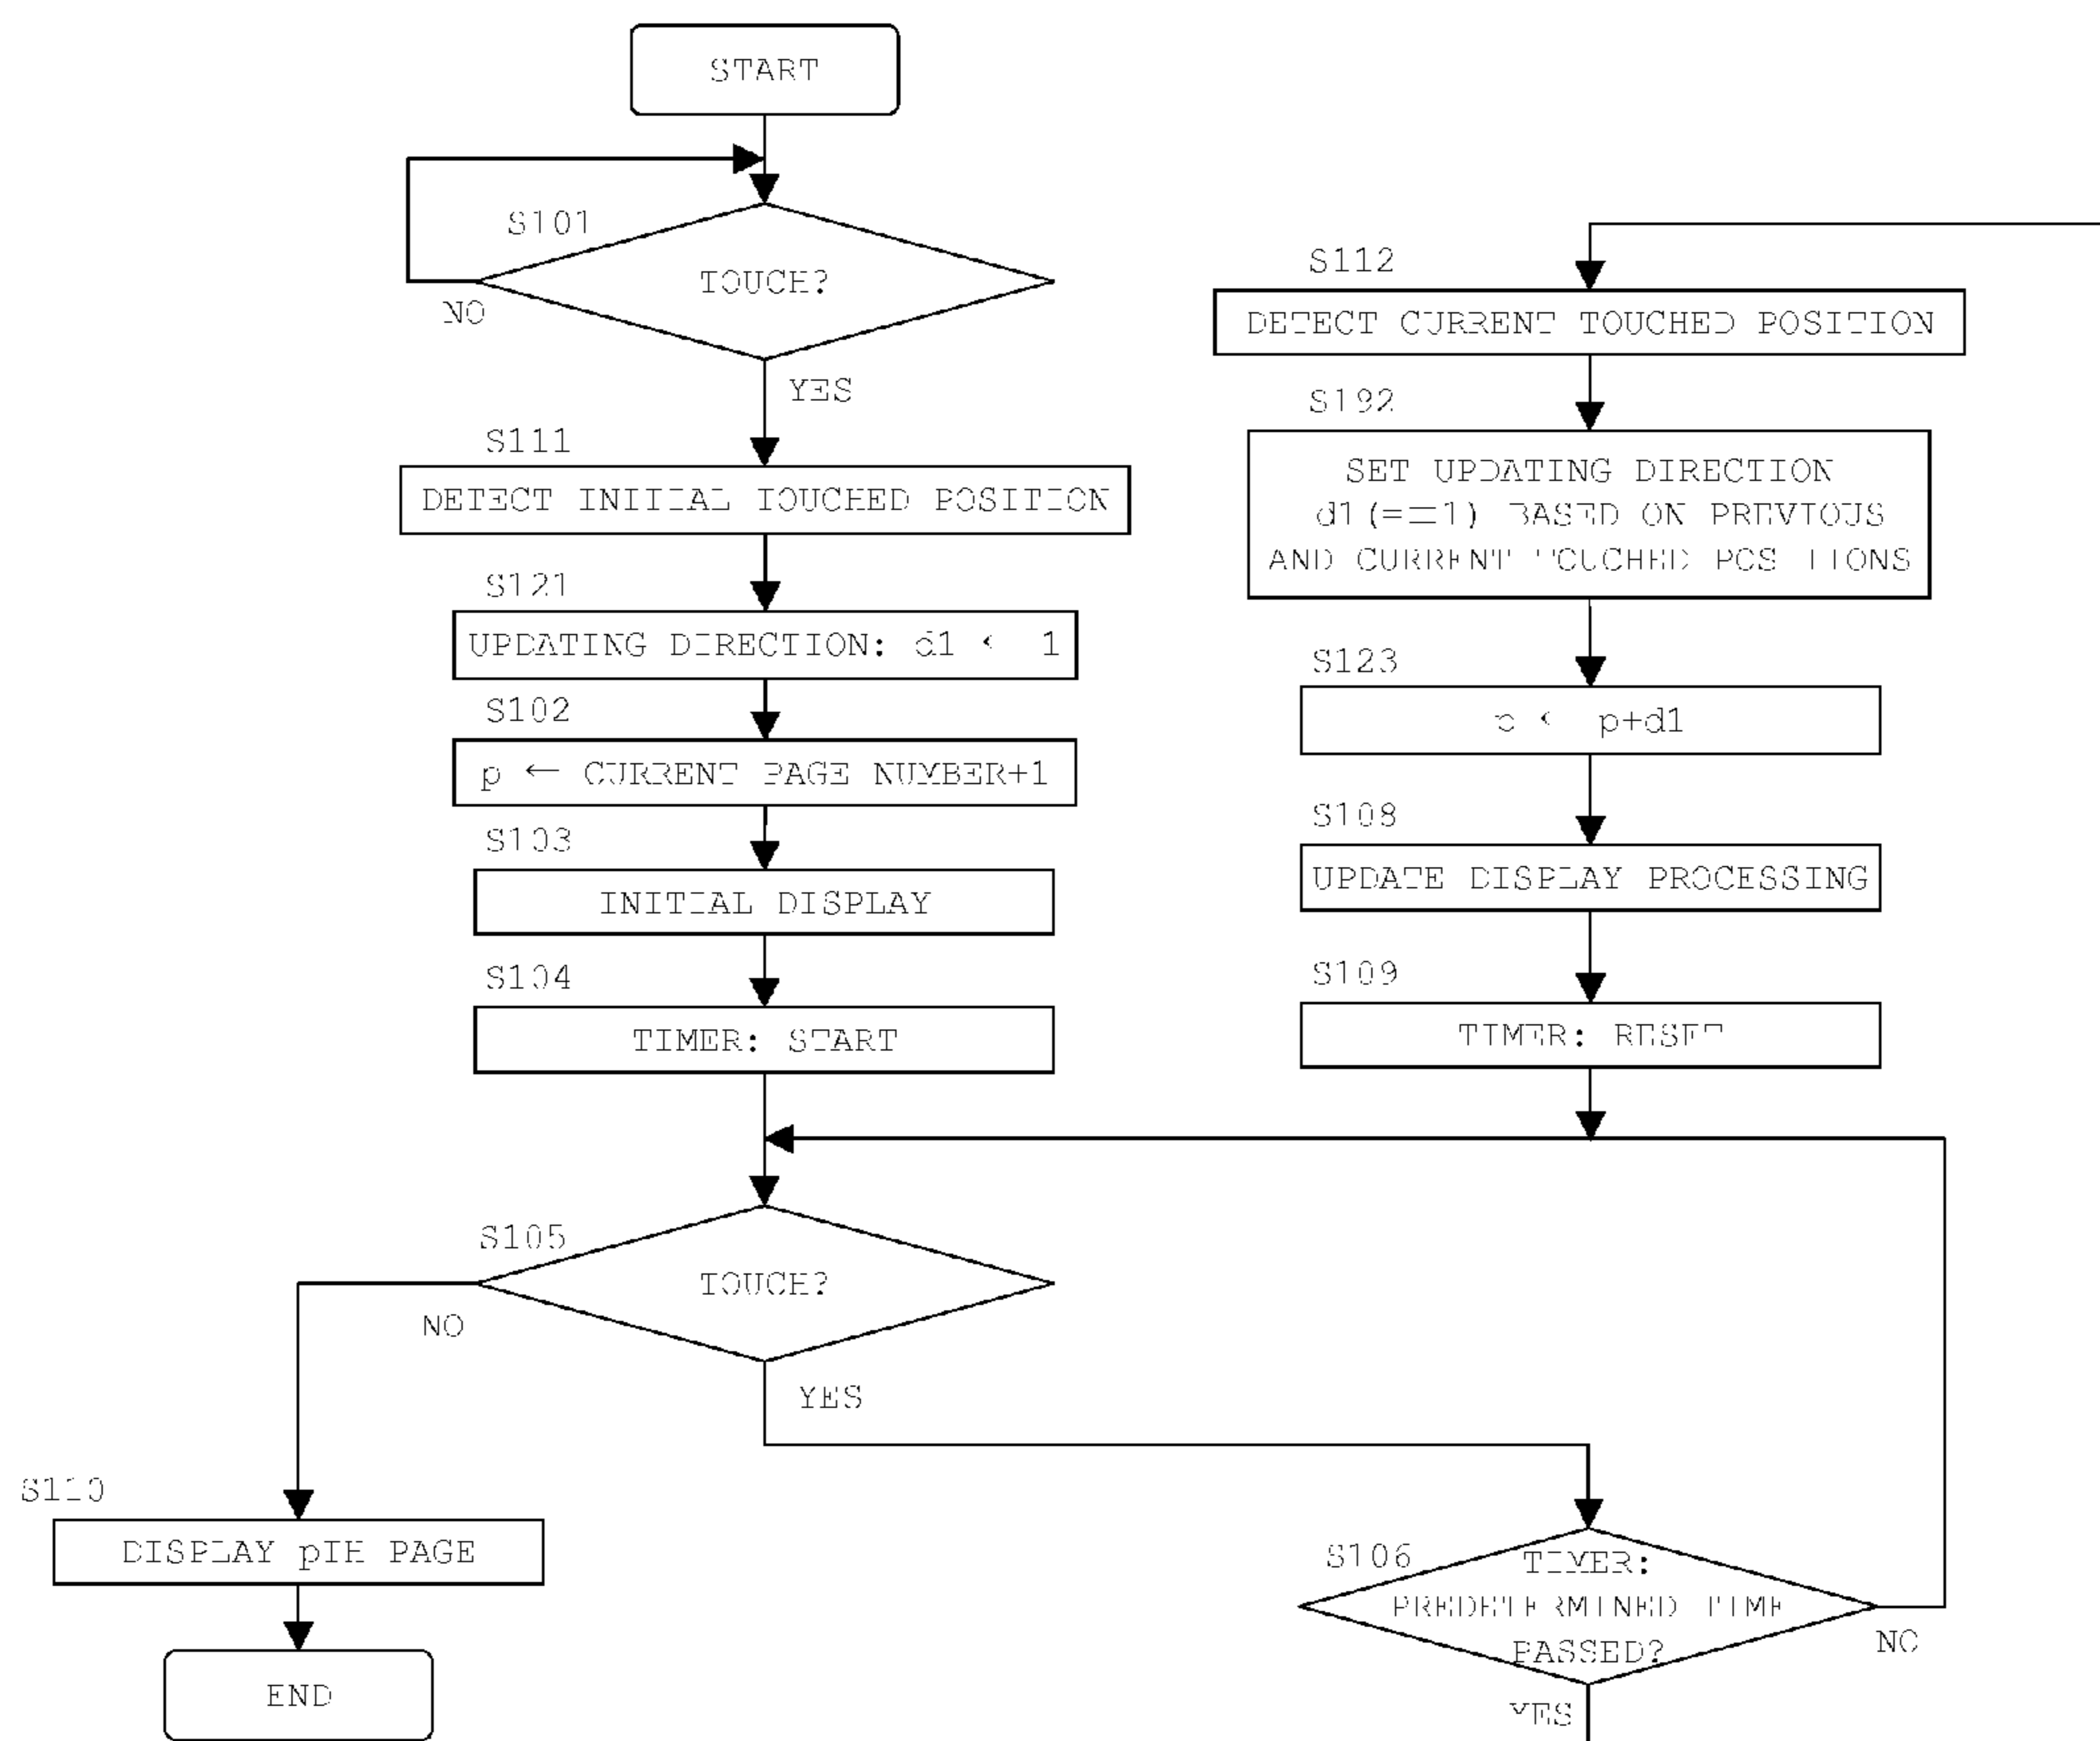 START
S101
TOUCH?
NO
YES
S111
DETECT INITIAL TOUCHED POSITION
S121
UPDATING DIRECTION: d1 ← 1
S102
p ← CURRENT PAGE NUMBER+1
S103
INITIAL DISPLAY
S104
TIMER: START
S105
TOUCH?
NO
YES
S110
DISPLAY pTH PAGE
END
S112
DETECT CURRENT TOUCHED POSITION
S192
SET UPDATING DIRECTION
d1(=±1) BASED ON PREVIOUS
AND CURRENT TOUCHED POSITIONS
S123
p ← p+d1
S108
UPDATE DISPLAY PROCESSING
S109
TIMER: RESET
S106
TIMER:
PREDETERMINED TIME
PASSED?
NO
YES